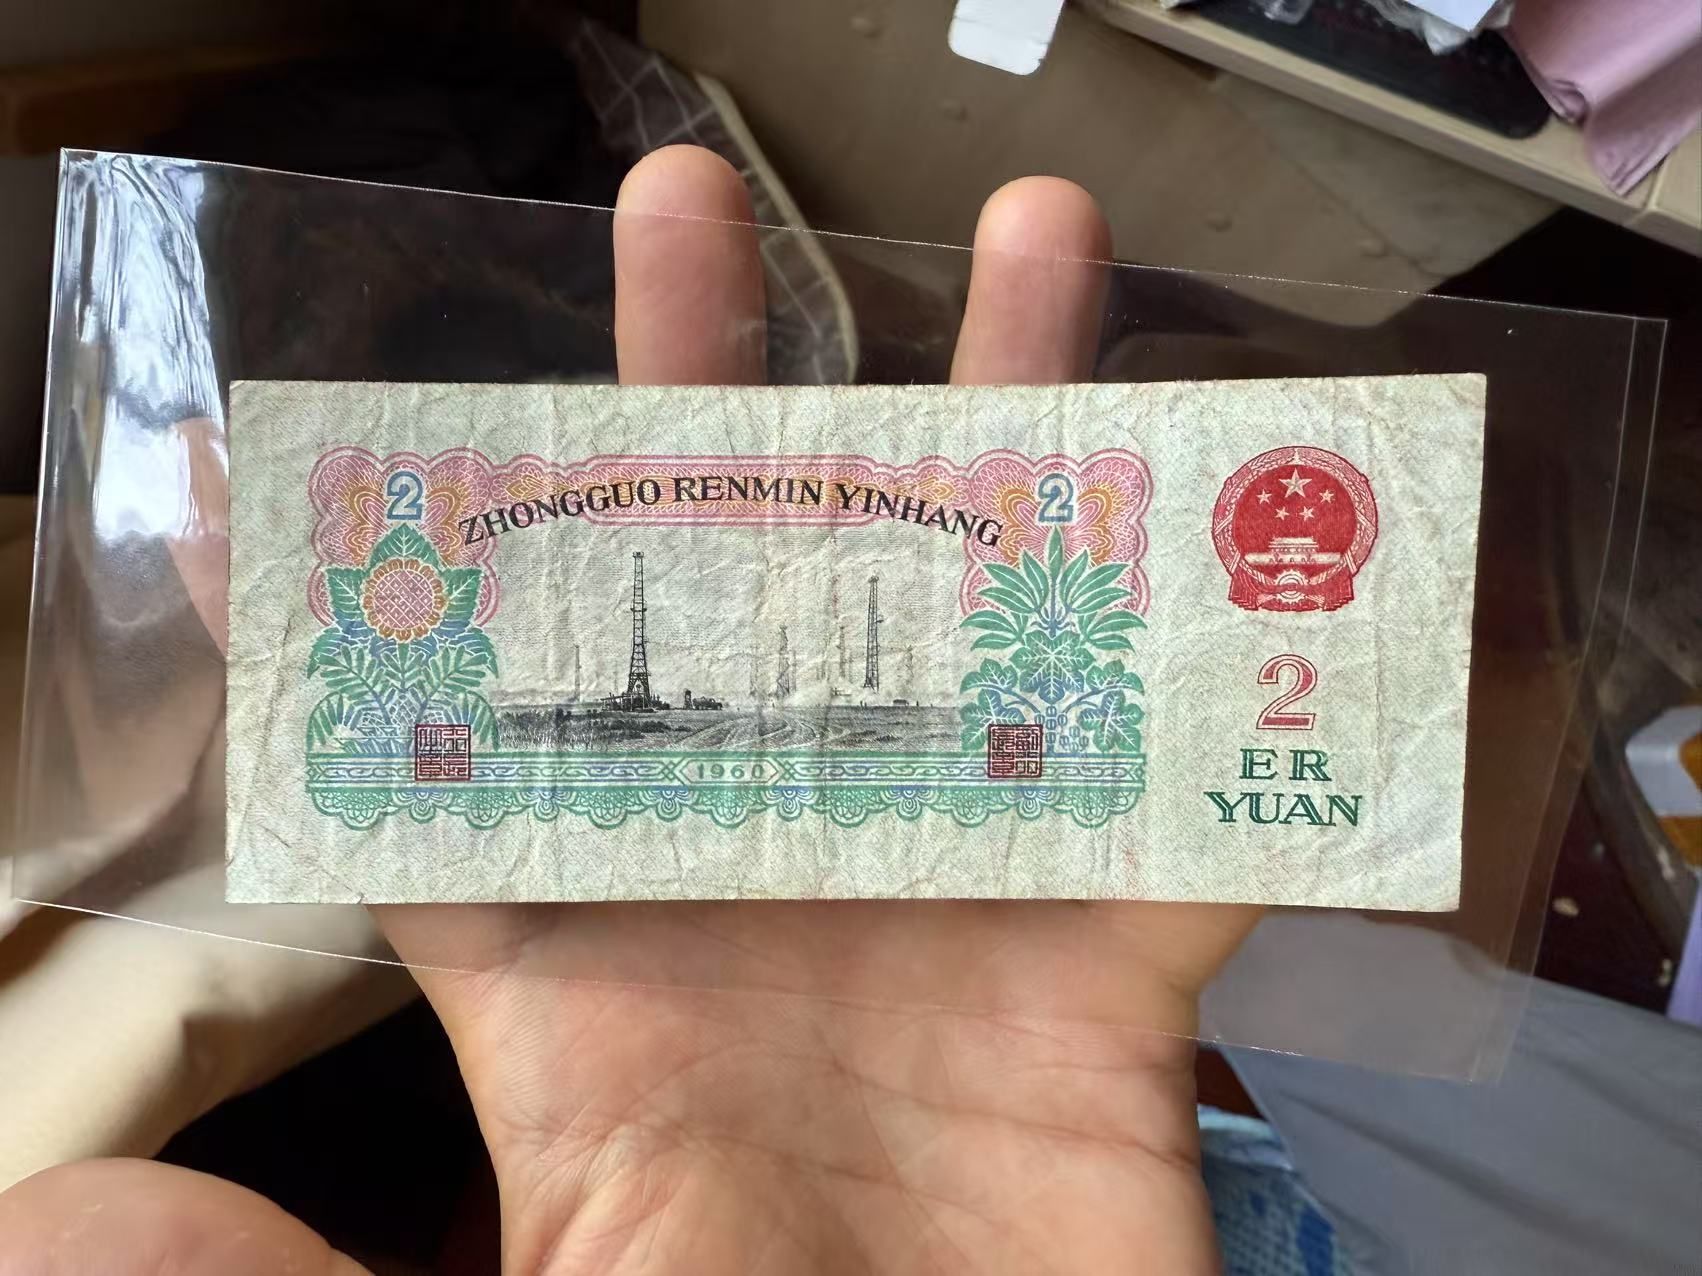 2
2
ZHONGGUO RENMIN YINHANG
1960
2
ER
YUAN